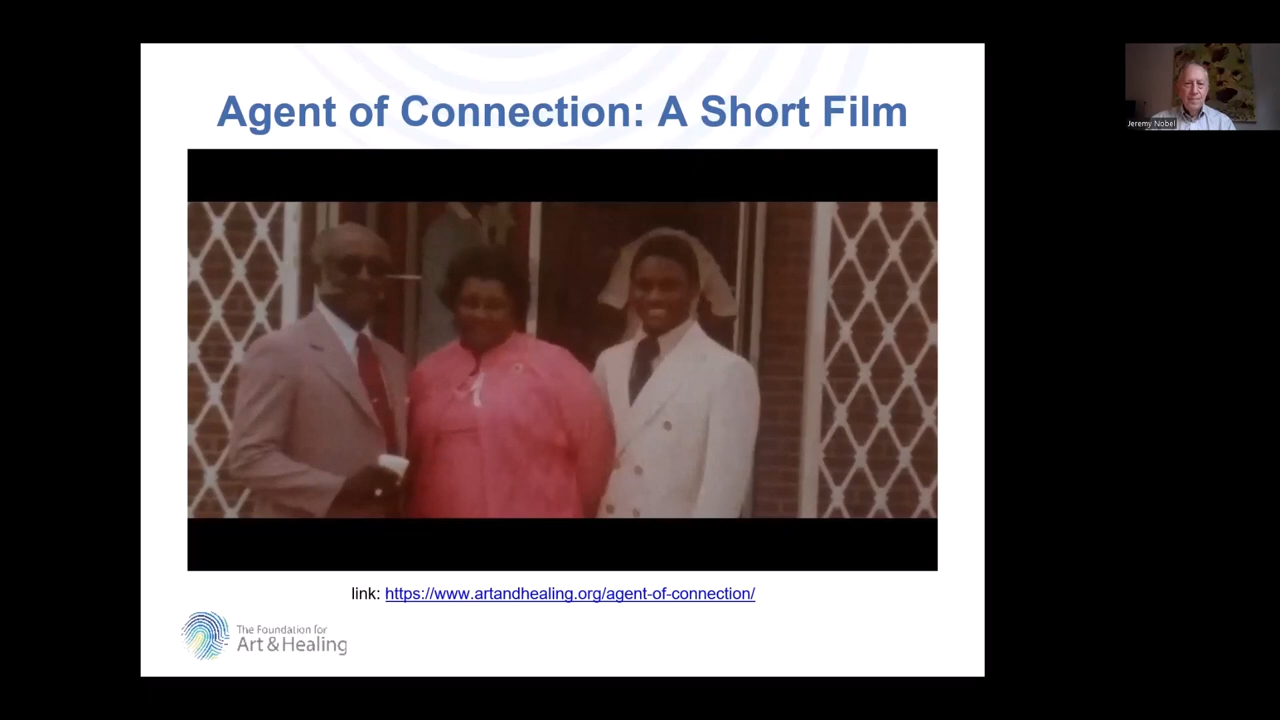 Agent of Connection: A Short Film
Jeremy Nobel
link: https://www.artandhealing.org/agent-of-connection/
The Foundation for
Art & Healing